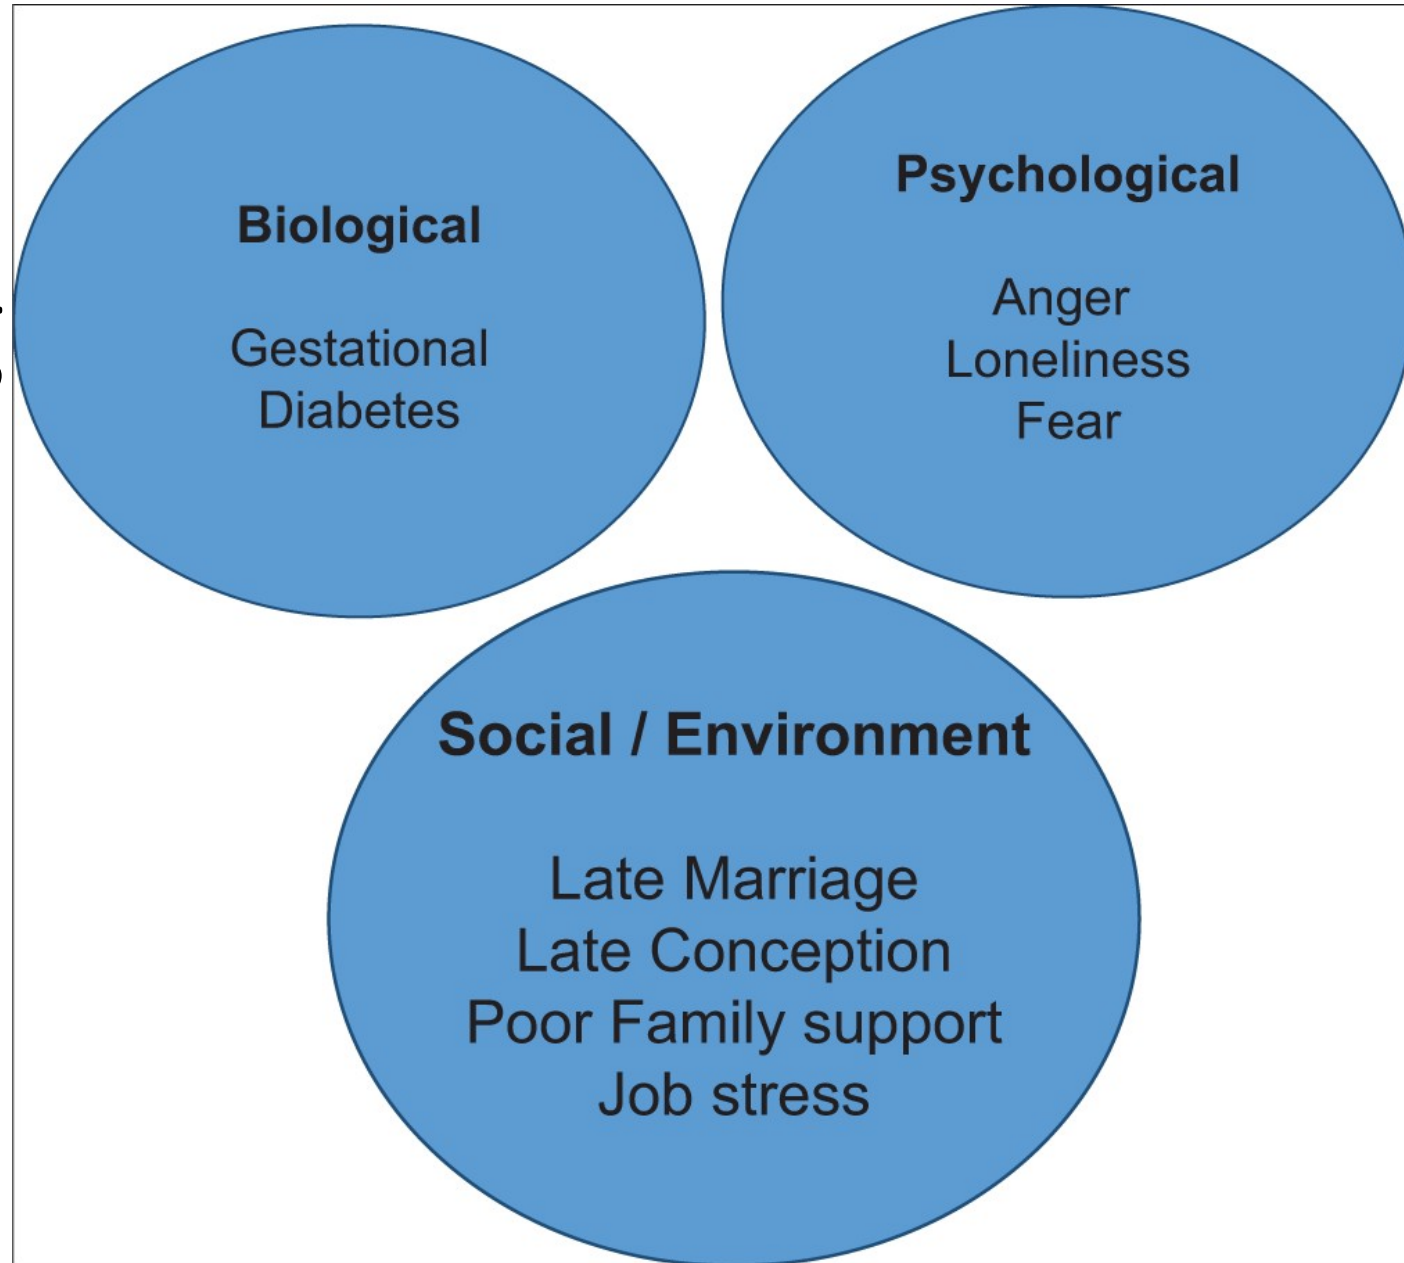 Biological
Gestational
Diabetes
Psychological
Anger
Loneliness
Fear
Social / Environment
Late Marriage
Late Conception
Poor Family support
Job stress